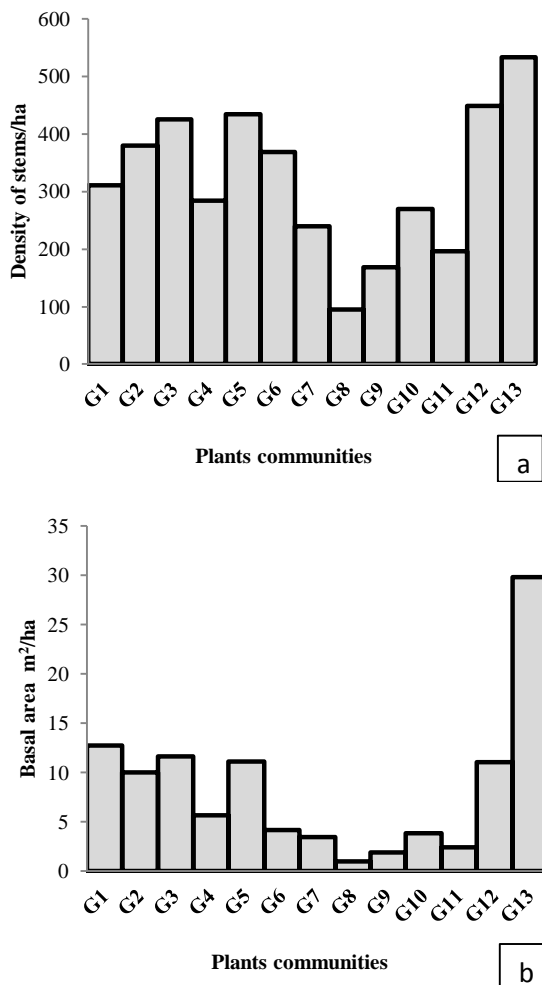 600
500
400
300
200
100
0
Density of stems/ha
G1 G2 G3 G4 G5 G6 G7 G8 G9 G10 G11 G12 G13
Plants communities
a
35
30
25
20
15
10
5
0
Basal area m²/ha
G1 G2 G3 G4 G5 G6 G7 G8 G9 G10 G11 G12 G13
Plants communities
b